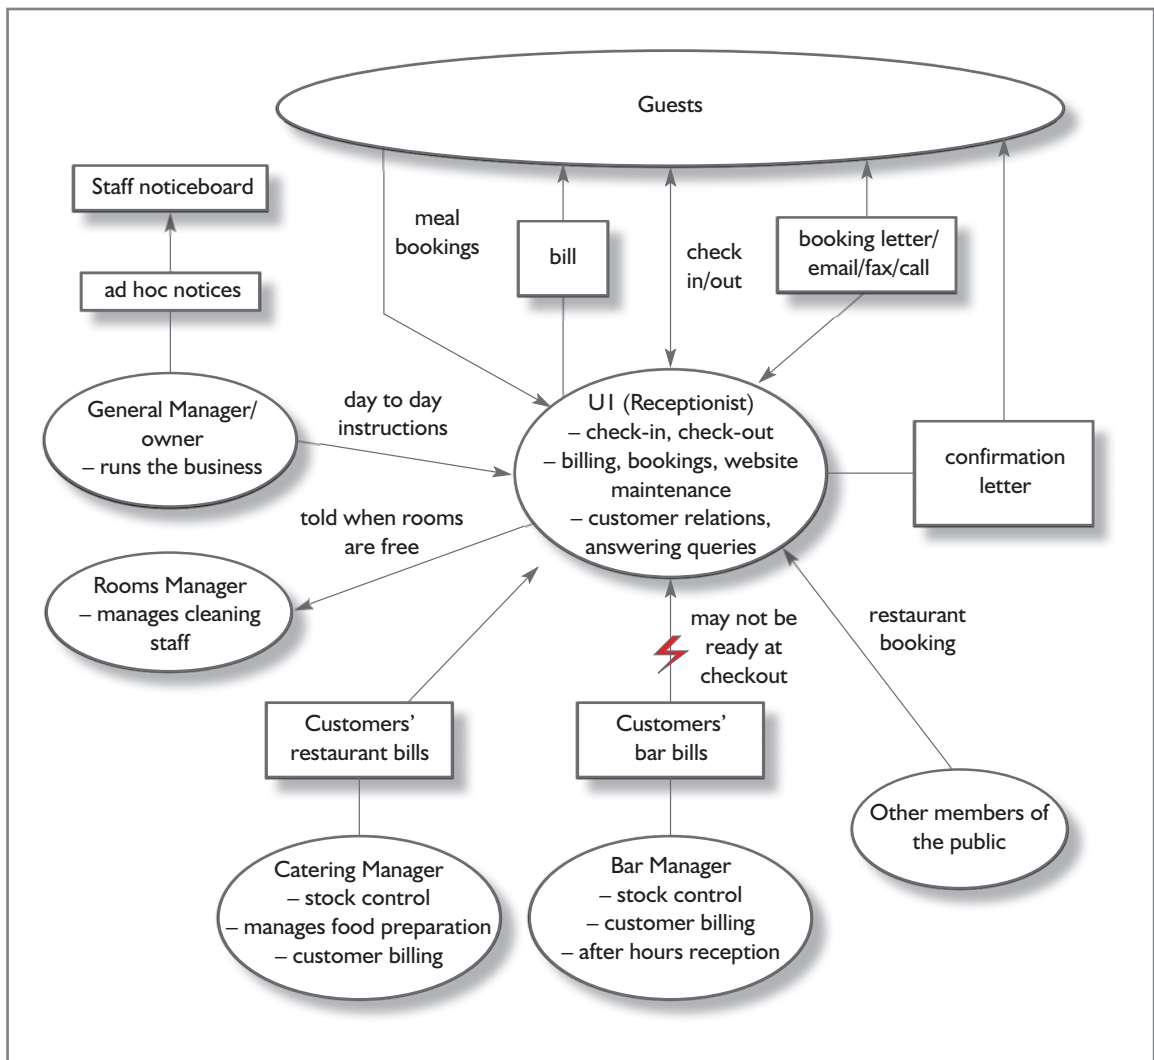 Guests
Staff noticeboard
ad hoc notices
meal
bookings
bill
check
in/out
booking letter/
email/fax/call
General Manager/
owner
– runs the business
day to day
instructions
U1 (Receptionist)
– check-in, check-out
– billing, bookings, website
maintenance
– customer relations,
answering queries
confirmation
letter
told when rooms
are free
Rooms Manager
– manages cleaning
staff
may not be
ready at
checkout
restaurant
booking
Customers’
restaurant bills
Customers’
bar bills
Other members of
the public
Catering Manager
– stock control
– manages food preparation
– customer billing
Bar Manager
– stock control
– customer billing
– after hours reception